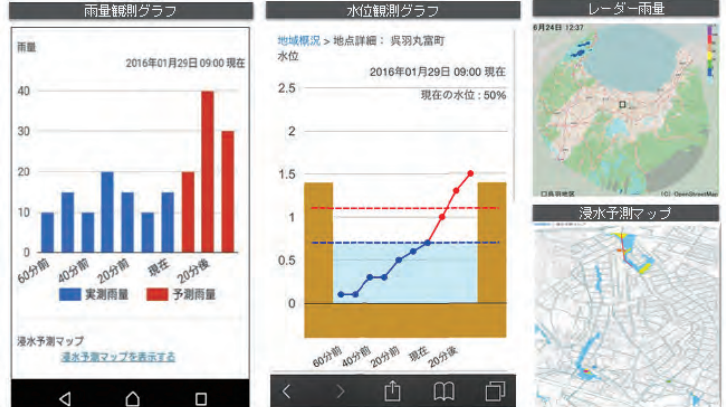 雨量観測グラフ
雨量
2016年01月29日 09:00 現在
40
30
20
10
0
60分前
40分前
20分前
現在
20分後
実測雨量
予測雨量
浸水予測マップ
浸水予測マップを表示する
水位観測グラフ
地域概況 > 地点詳細: 呉羽丸富町
水位
2016年01月29日 09:00 現在
現在の水位 : 50%
2.5
2
1.5
1
0.5
0
60分前
40分前
20分前
現在
20分後
レーダー雨量
6月24日 12:37
(C) OpenStreetMap
浸水予測マップ